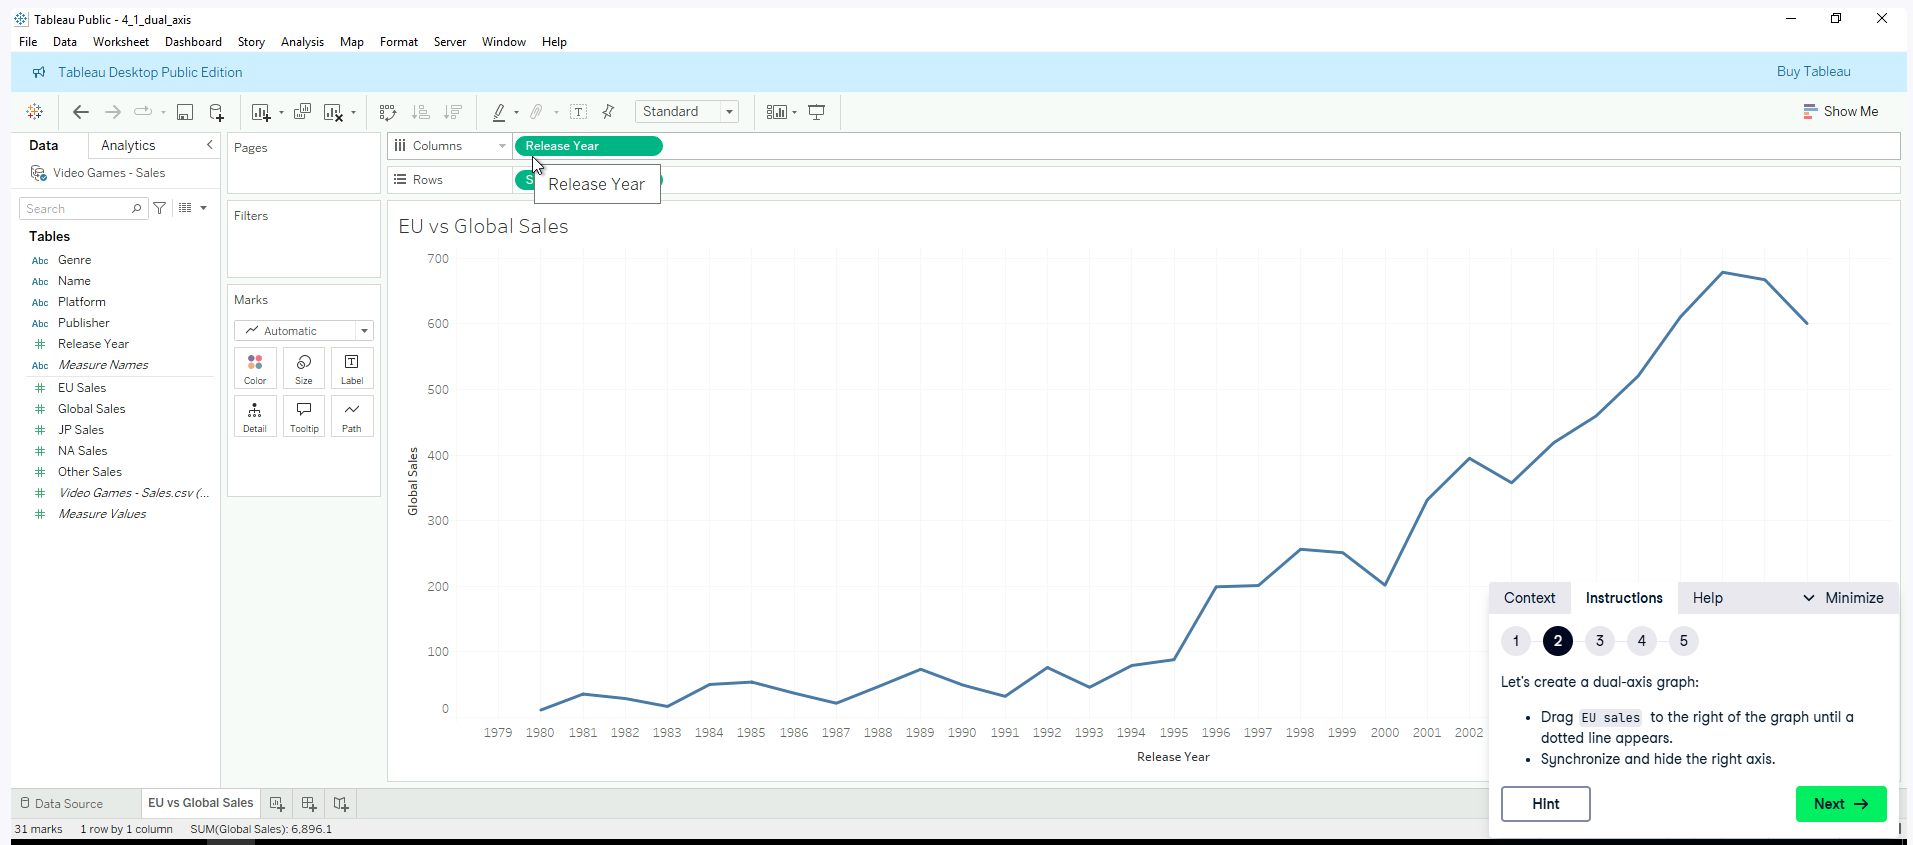 Tableau Public - 4_1_dual_axis
File Data Worksheet Dashboard Story Analysis Map Format Server Window Help
Tableau Desktop Public Edition
Buy Tableau
Standard
Show Me
Data
Analytics
Video Games - Sales
Search
Tables
Abc Genre
Abc Name
Abc Platform
Abc Publisher
Release Year
Abc Measure Names
EU Sales
Global Sales
JP Sales
NA Sales
Other Sales
Video Games - Sales.csv (...
Measure Values
Pages
Filters
Marks
Automatic
Color
Size
Label
Detail
Tooltip
Path
Columns
Release Year
Rows
Release Year
EU vs Global Sales
700
600
500
400
300
200
100
0
Global Sales
1979 1980 1981 1982 1983 1984 1985 1986 1987 1988 1989 1990 1991 1992 1993 1994 1995 1996 1997 1998 1999 2000 2001 2002
Release Year
Context
Instructions
Help
Minimize
1 2 3 4 5
Let's create a dual-axis graph:
• Drag EU sales to the right of the graph until a
dotted line appears.
• Synchronize and hide the right axis.
Hint
Next
Data Source
EU vs Global Sales
31 marks 1 row by 1 column SUM(Global Sales): 6,896.1